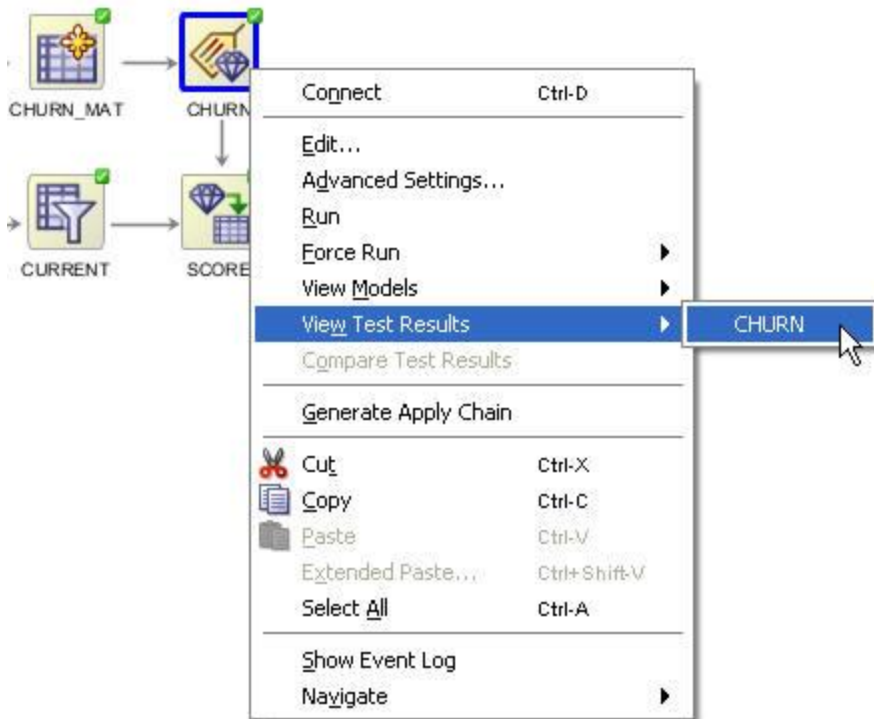 CHURN_MAT
CHURN
CURRENT
SCORE
Connect Ctrl-D
Edit...
Advanced Settings...
Run
Force Run
View Models
View Test Results
CHURN
Compare Test Results
Generate Apply Chain
Cut Ctrl-X
Copy Ctrl-C
Paste Ctrl-V
Extended Paste... Ctrl+Shift-V
Select All Ctrl-A
Show Event Log
Navigate